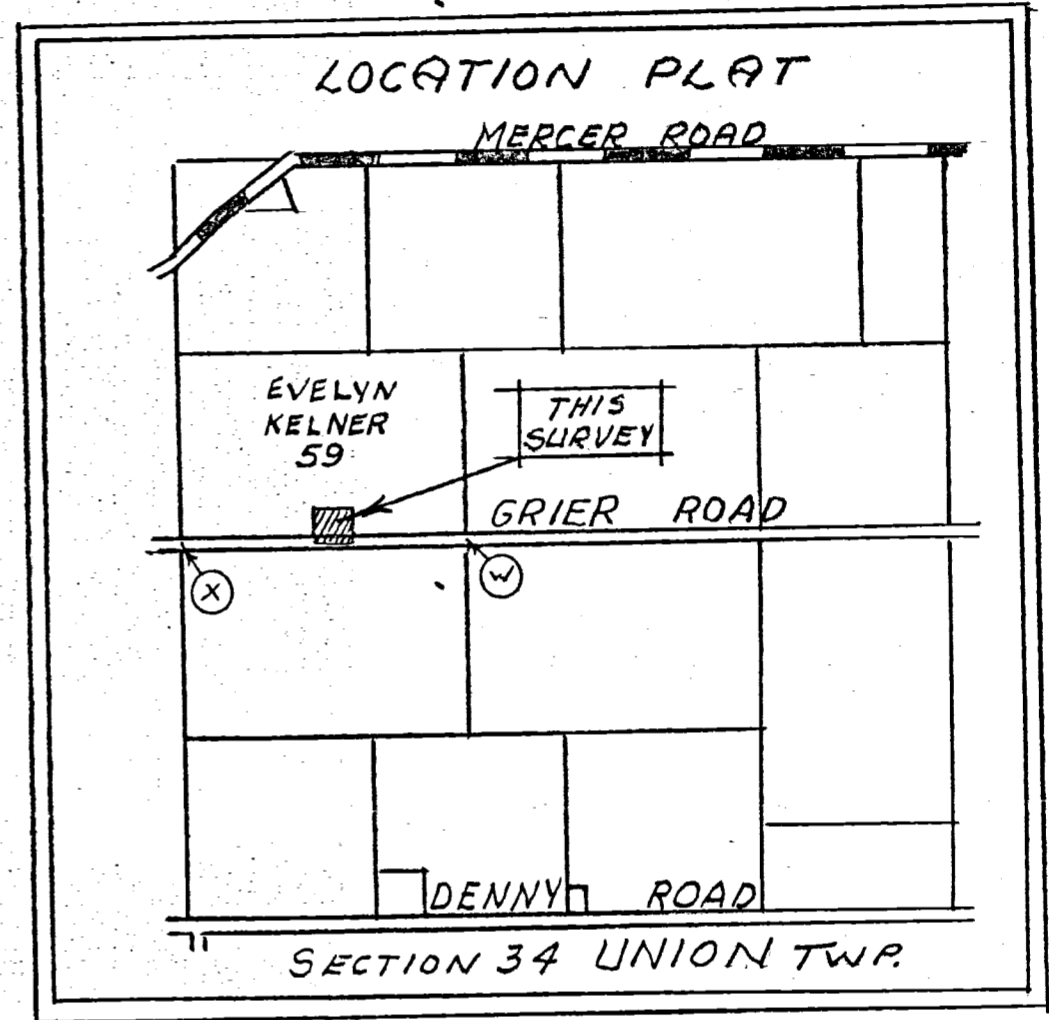 LOCATION PLAT
MERCER ROAD
EVELYN
KELNER
59
THIS
SURVEY
GRIER ROAD
X
W
DENNY ROAD
SECTION 34 UNION TWP.